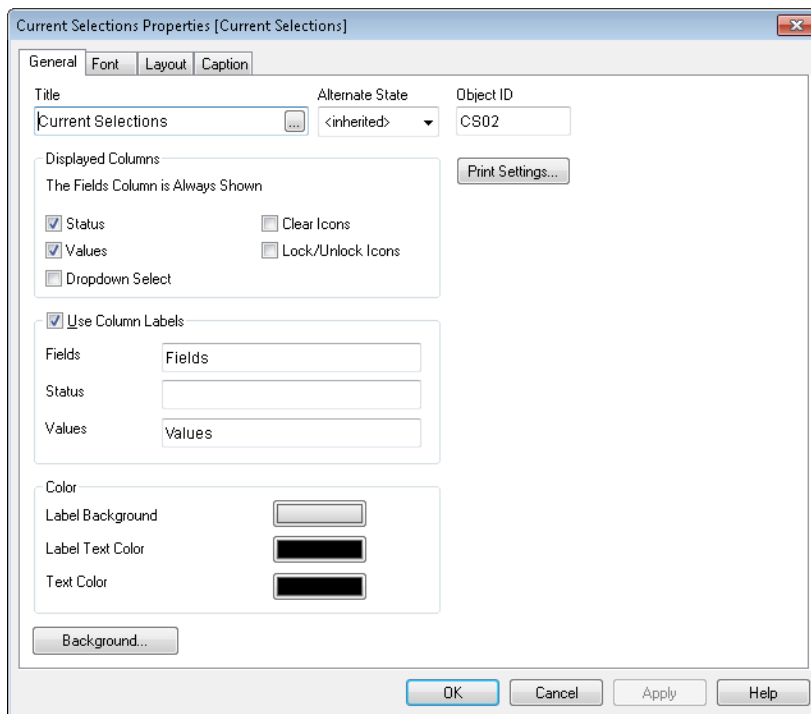 Current Selections Properties [Current Selections]
General Font Layout Caption
Title Alternate State Object ID
Current Selections ... <inherited> CS02
Displayed Columns
Print Settings...
The Fields Column is Always Shown
Status Clear Icons
Values Lock/Unlock Icons
Dropdown Select
Use Column Labels
Fields Fields
Status
Values Values
Color
Label Background
Label Text Color
Text Color
Background...
OK Cancel Apply Help